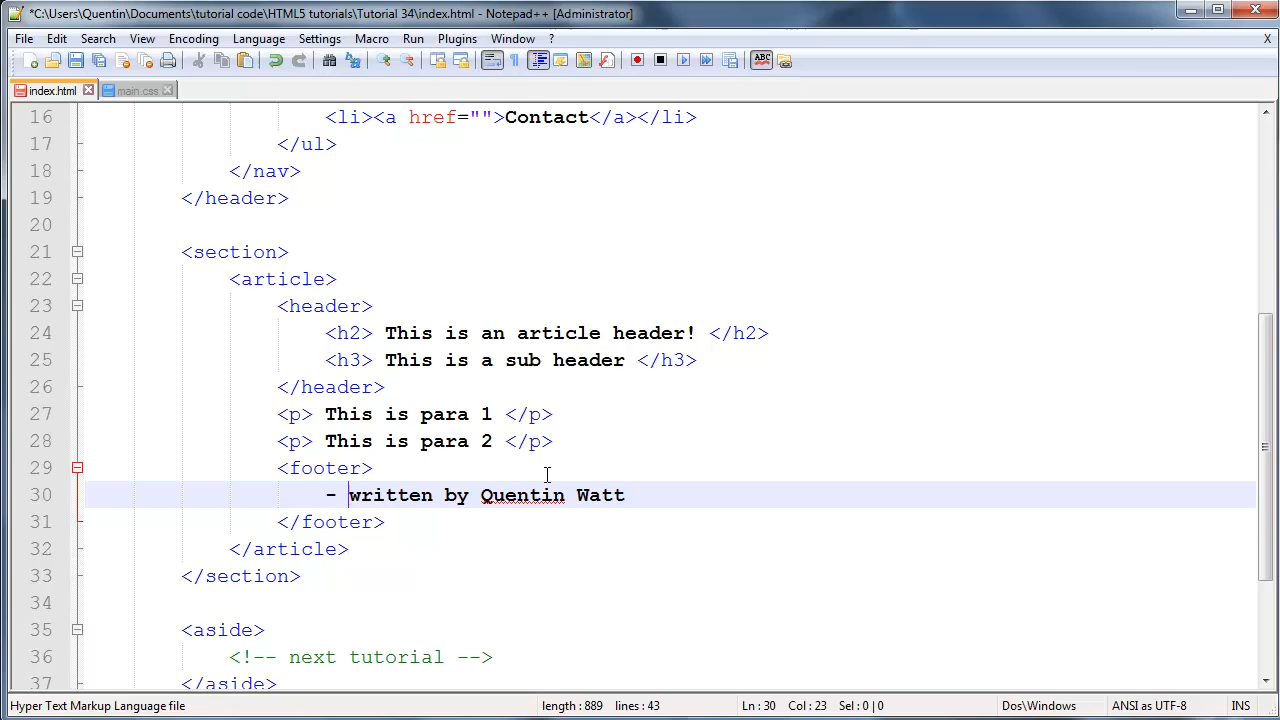 *C:\Users\Quentin\Documents\tutorial code\HTML5 tutorials\Tutorial 34\index.html - Notepad++ [Administrator]
File Edit Search View Encoding Language Settings Macro Run Plugins Window ? X
index.html main.css
16 <li><a href="">Contact</a></li>
17 </ul>
18 </nav>
19 </header>
20
21 <section>
22 <article>
23 <header>
24 <h2> This is an article header! </h2>
25 <h3> This is a sub header </h3>
26 </header>
27 <p> This is para 1 </p>
28 <p> This is para 2 </p>
29 <footer>
30 - written by Quentin Watt
31 </footer>
32 </article>
33 </section>
34
35 <aside>
36 <!-- next tutorial -->
37 </aside>
Hyper Text Markup Language file length : 889 lines : 43 Ln : 30 Col : 23 Sel : 0 | 0 Dos\Windows ANSI as UTF-8 INS